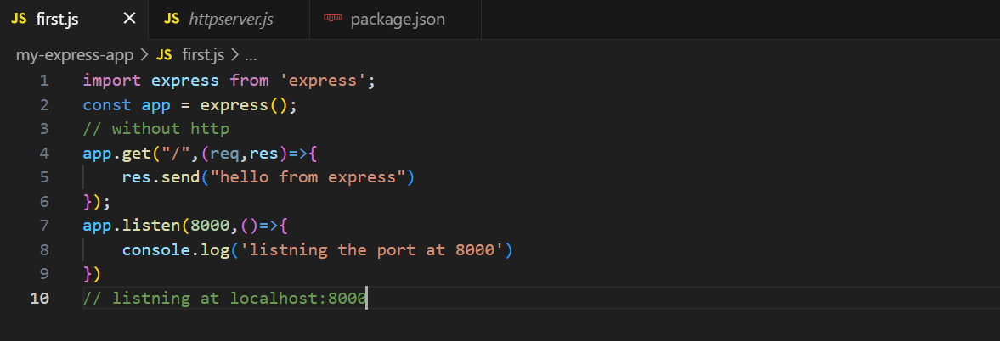 JS first.js × JS httpserver.js npm package.json
my-express-app > JS first.js > ...
1 import express from 'express';
2 const app = express();
3 // without http
4 app.get("/",(req,res)=>{
5 res.send("hello from express")
6 });
7 app.listen(8000,()=>{
8 console.log('listning the port at 8000')
9 })
10 // listning at localhost:8000